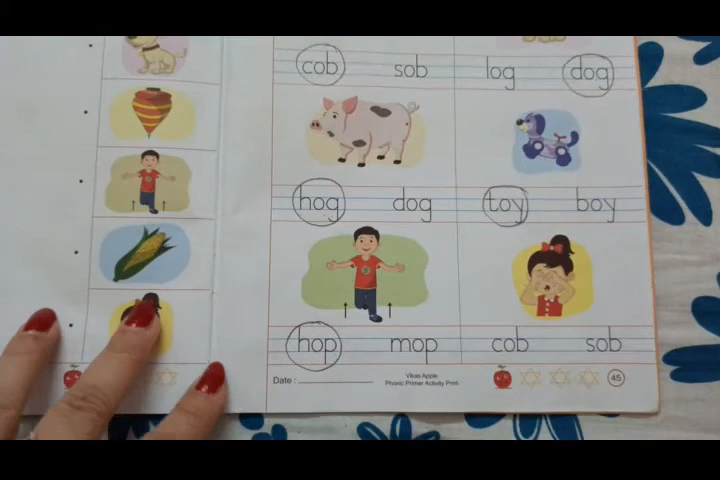 cob sob log dog
hog dog toy boy
hop mop cob sob
Date : Vikas Apple 45
Phonic Primer Activity Print